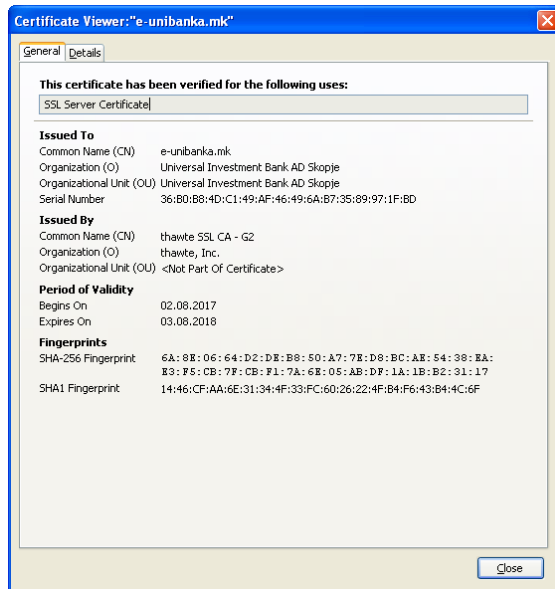 Certificate Viewer:"e-unibanka.mk"
General Details
This certificate has been verified for the following uses:
SSL Server Certificate
Issued To
Common Name (CN) e-unibanka.mk
Organization (O) Universal Investment Bank AD Skopje
Organizational Unit (OU) Universal Investment Bank AD Skopje
Serial Number 36:B0:B8:4D:C1:49:AF:46:49:6A:B7:35:89:97:1F:BD
Issued By
Common Name (CN) thawte SSL CA - G2
Organization (O) thawte, Inc.
Organizational Unit (OU) <Not Part Of Certificate>
Period of Validity
Begins On 02.08.2017
Expires On 03.08.2018
Fingerprints
SHA-256 Fingerprint 6A:8E:06:64:D2:DE:B8:50:A7:7E:D8:BC:AE:54:38:EA:
E3:F5:CB:7F:CB:F1:7A:6E:05:AB:DF:1A:1B:B2:31:17
SHA1 Fingerprint 14:46:CF:AA:6E:31:34:4F:33:FC:60:26:22:4F:B4:F6:43:B4:4C:6F
Close